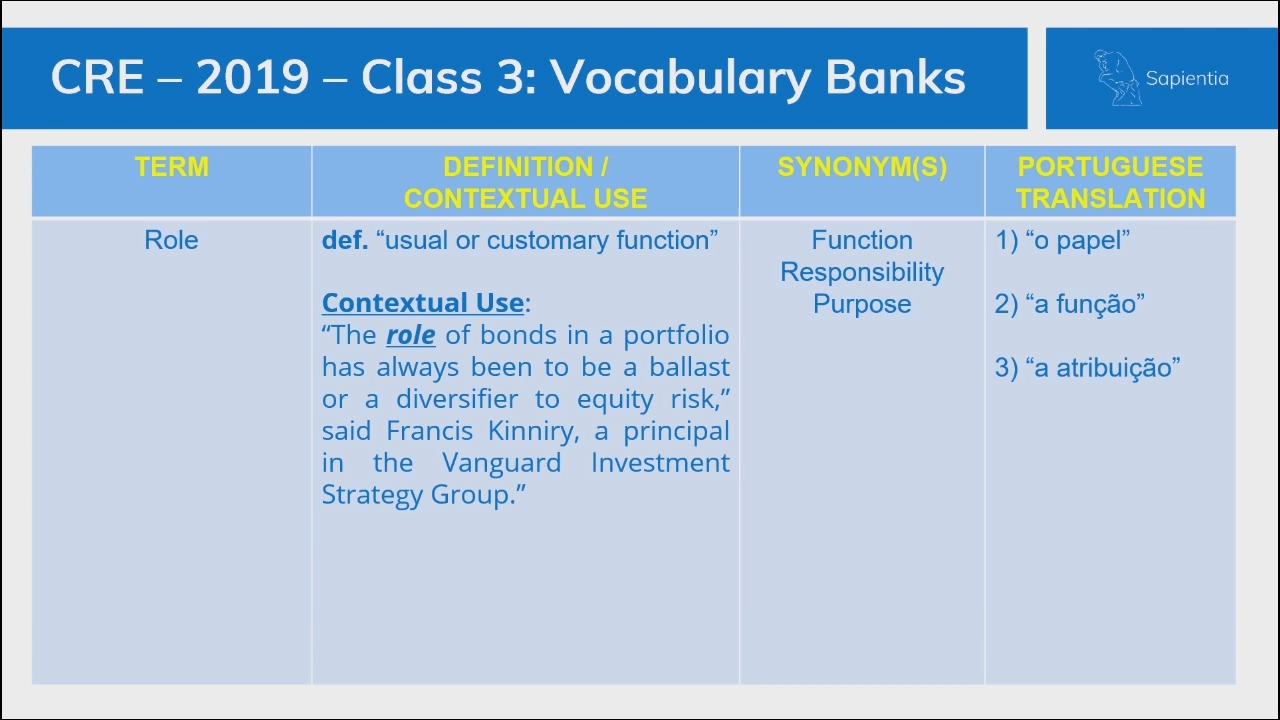 CRE – 2019 – Class 3: Vocabulary Banks
Sapientia
TERM
DEFINITION /
CONTEXTUAL USE
SYNONYM(S)
PORTUGUESE
TRANSLATION
Role
def. “usual or customary function”
Contextual Use:
“The role of bonds in a portfolio
has always been to be a ballast
or a diversifier to equity risk,”
said Francis Kinniry, a principal
in the Vanguard Investment
Strategy Group.”
Function
Responsibility
Purpose
1) “o papel”
2) “a função”
3) “a atribuição”